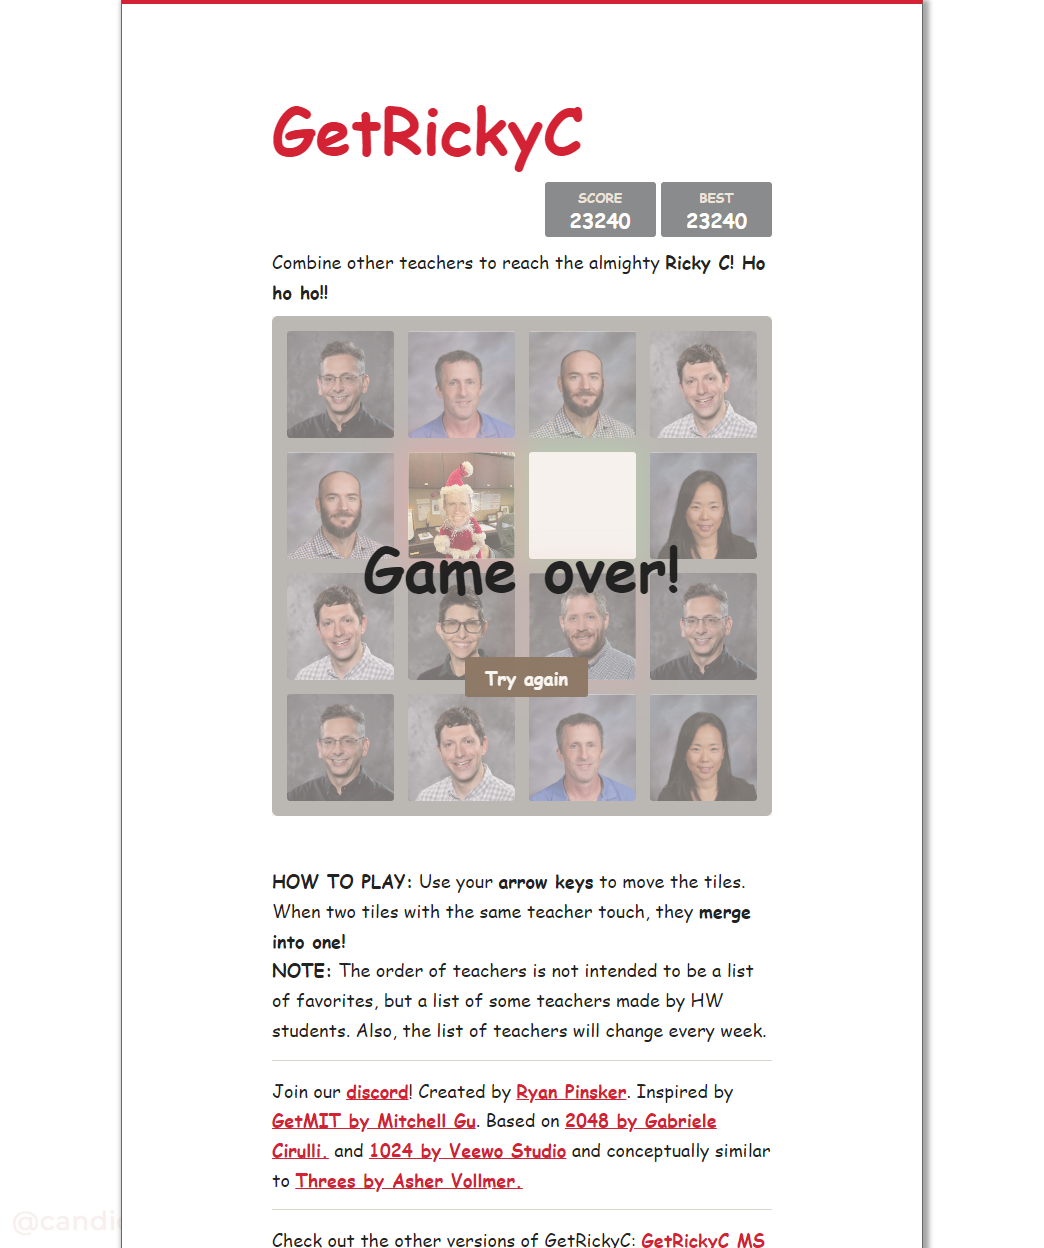 GetRickyC
SCORE
23240
BEST
23240
Combine other teachers to reach the almighty Ricky C! Ho
ho ho!!
Game over!
Try again
HOW TO PLAY: Use your arrow keys to move the tiles.
When two tiles with the same teacher touch, they merge
into one!
NOTE: The order of teachers is not intended to be a list
of favorites, but a list of some teachers made by HW
students. Also, the list of teachers will change every week.
Join our discord! Created by Ryan Pinsker. Inspired by
GetMIT by Mitchell Gu. Based on 2048 by Gabriele
Cirulli. and 1024 by Veewo Studio and conceptually similar
to Threes by Asher Vollmer.
Check out the other versions of GetRickyC: GetRickyC MS